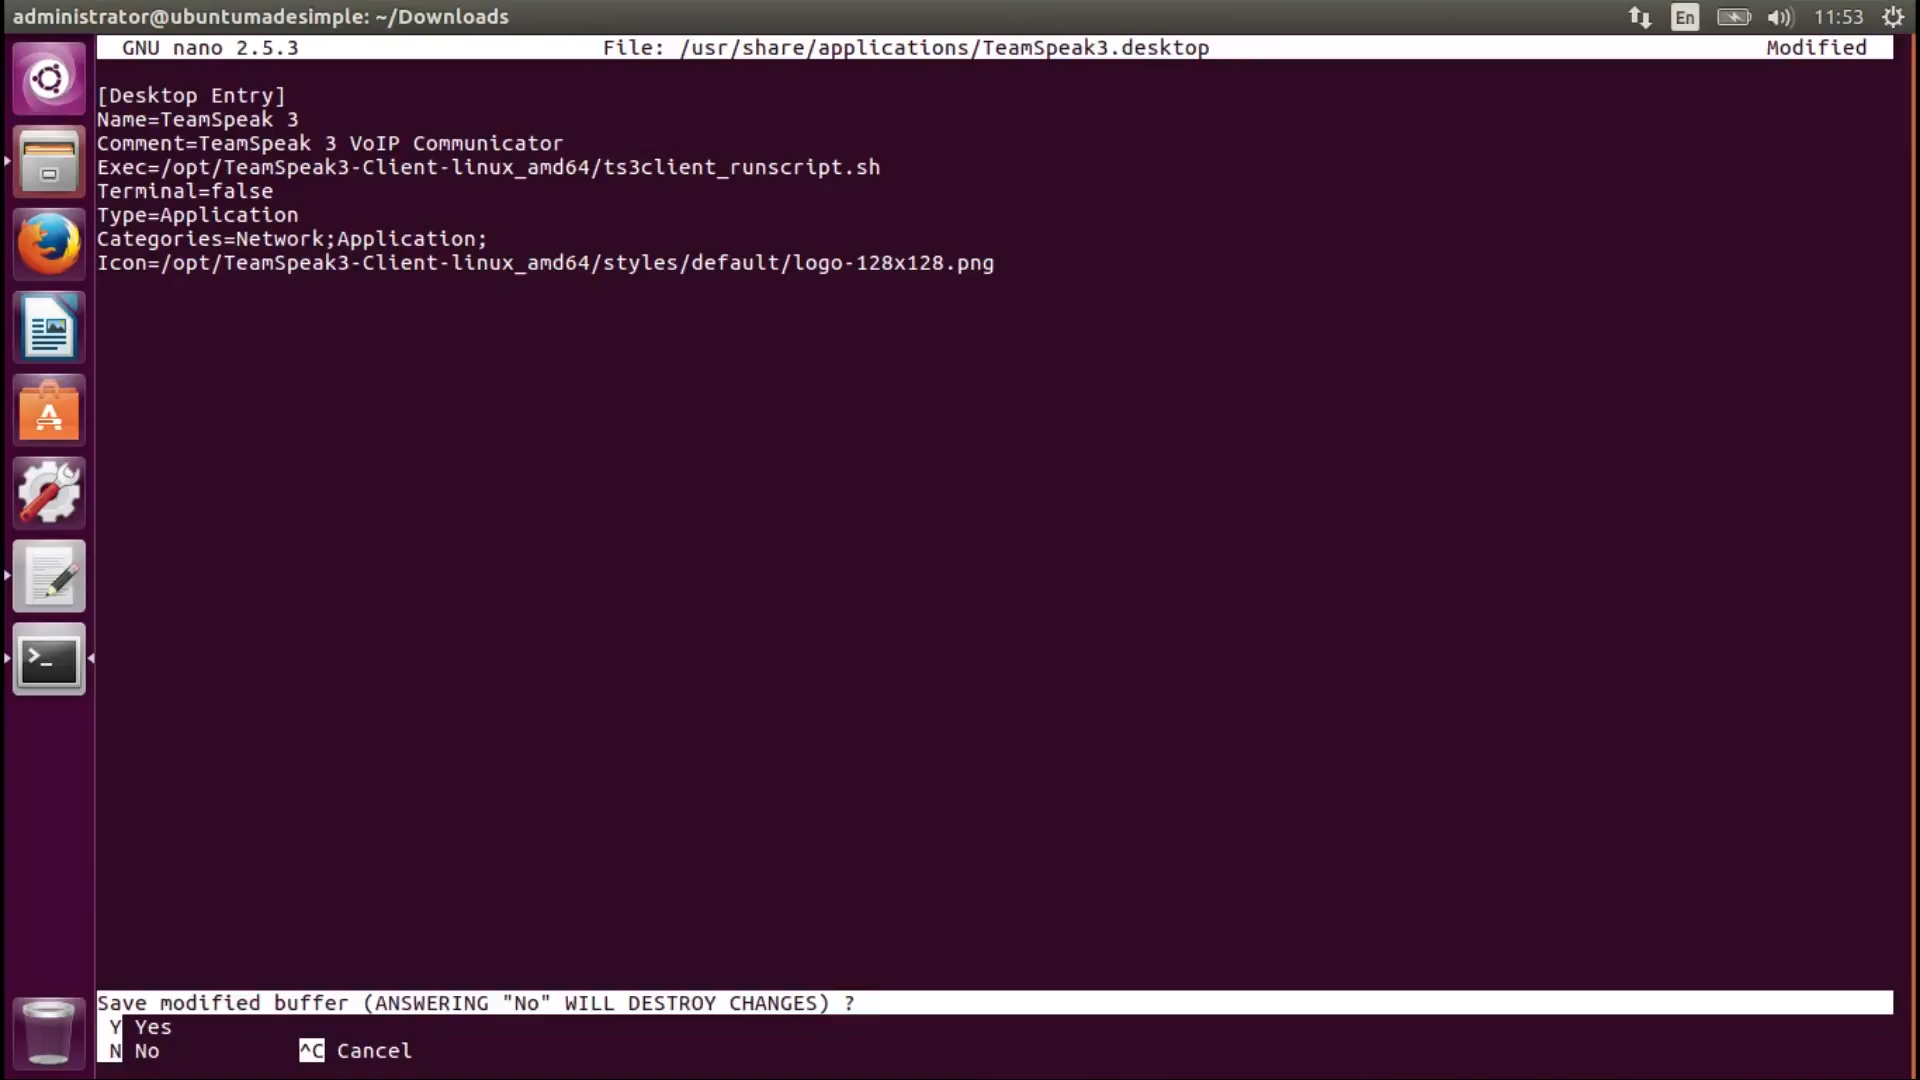 administrator@ubuntumadesimple: ~/Downloads
En
11:53
GNU nano 2.5.3 File: /usr/share/applications/TeamSpeak3.desktop Modified
[Desktop Entry]
Name=TeamSpeak 3
Comment=TeamSpeak 3 VoIP Communicator
Exec=/opt/TeamSpeak3-Client-linux_amd64/ts3client_runscript.sh
Terminal=false
Type=Application
Categories=Network;Application;
Icon=/opt/TeamSpeak3-Client-linux_amd64/styles/default/logo-128x128.png
Save modified buffer (ANSWERING "No" WILL DESTROY CHANGES) ?
Y Yes
N No ^C Cancel